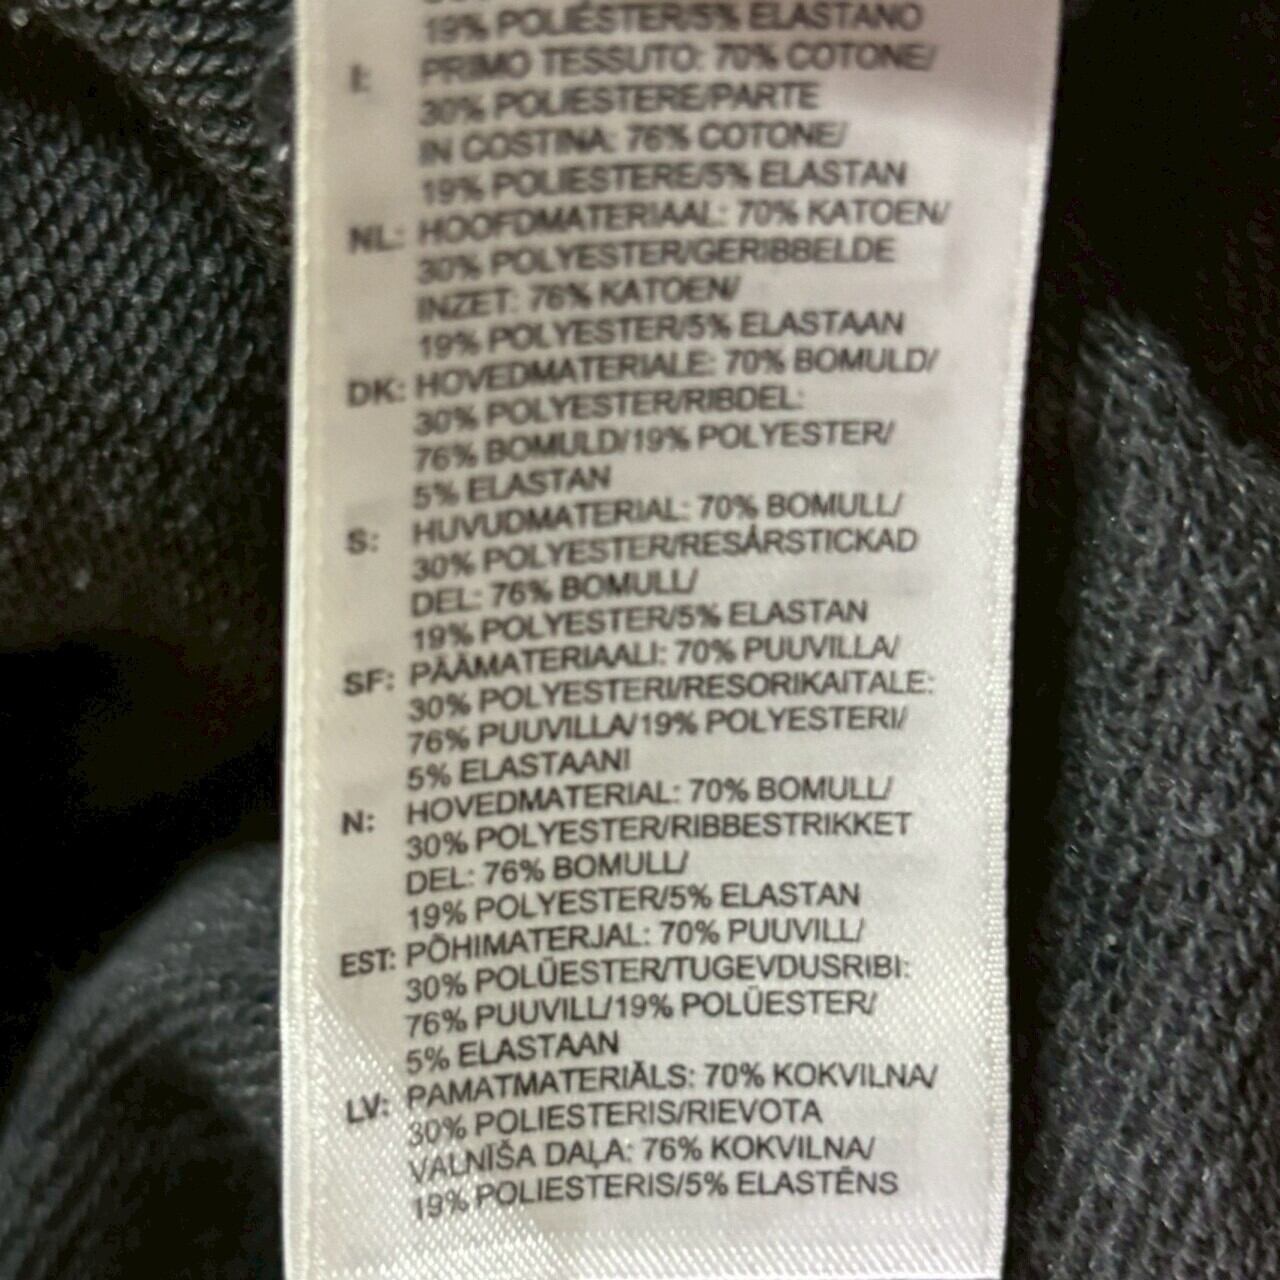 19% POLIÉSTER/5% ELASTANO
I: PRIMO TESSUTO: 70% COTONE/
30% POLIESTERE/PARTE
IN COSTINA: 76% COTONE/
19% POLIESTERE/5% ELASTAN
NL: HOOFDMATERIAAL: 70% KATOEN/
30% POLYESTER/GERIBBELDE
INZET: 76% KATOEN/
19% POLYESTER/5% ELASTAAN
DK: HOVEDMATERIALE: 70% BOMULD/
30% POLYESTER/RIBDEL:
76% BOMULD/19% POLYESTER/
5% ELASTAN
S: HUVUDMATERIAL: 70% BOMULL/
30% POLYESTER/RESÅRSTICKAD
DEL: 76% BOMULL/
19% POLYESTER/5% ELASTAN
SF: PÄÄMATERIAALI: 70% PUUVILLA/
30% POLYESTERI/RESORIKAITALE:
76% PUUVILLA/19% POLYESTERI/
5% ELASTAANI
N: HOVEDMATERIAL: 70% BOMULL/
30% POLYESTER/RIBBESTRIKKET
DEL: 76% BOMULL/
19% POLYESTER/5% ELASTAN
EST: PÕHIMATERJAL: 70% PUUVILL/
30% POLÜESTER/TUGEVDUSRIBI:
76% PUUVILL/19% POLÜESTER/
5% ELASTAAN
LV: PAMATMATERIĀLS: 70% KOKVILNA/
30% POLIESTERIS/RIEVOTA
VALNĪŠA DAĻA: 76% KOKVILNA/
19% POLIESTERIS/5% ELASTĒNS